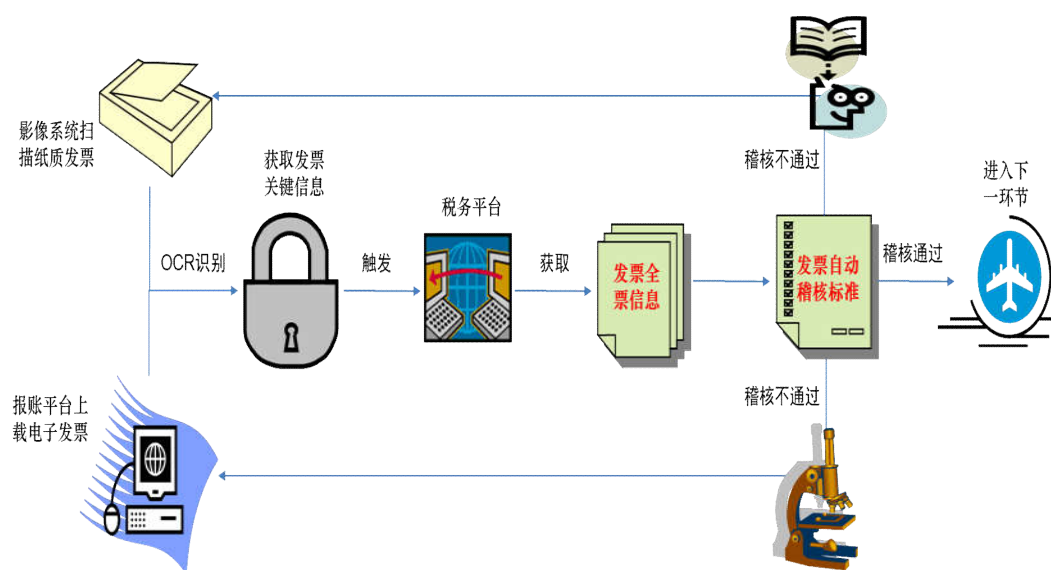 影像系统扫
描纸质发票
获取发票
关键信息
税务平台
OCR识别
触发
获取
发票全
票信息
发票自动
稽核标准
稽核不通过
稽核通过
进入下
一环节
报账平台上
载电子发票
稽核不通过